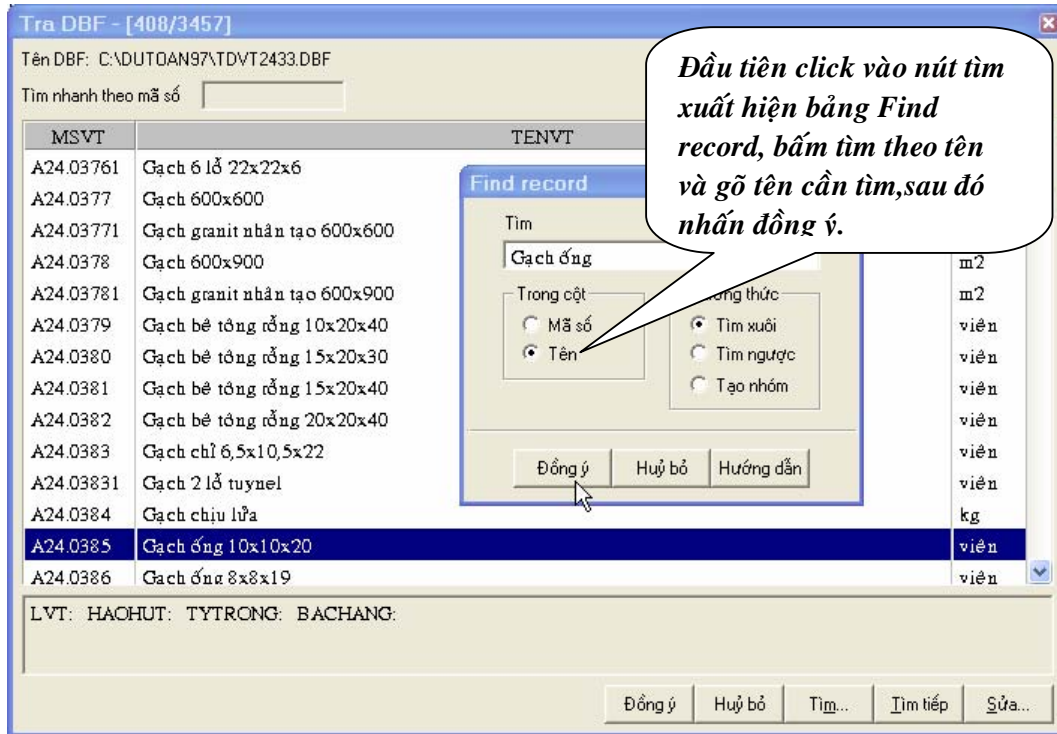 Tra DBF - [408/3457]
Tên DBF: C:\DUTOAN97\TDVT2433.DBF
Tìm nhanh theo mã số
Đầu tiên click vào nút tìm
xuất hiện bảng Find
record, bấm tìm theo tên
và gõ tên cần tìm,sau đó
nhấn đồng ý.
MSVT TENVT
A24.03761 Gạch 6 lỗ 22x22x6
A24.0377 Gạch 600x600
A24.03771 Gạch granit nhân tạo 600x600
A24.0378 Gạch 600x900 m2
A24.03781 Gạch granit nhân tạo 600x900 m2
A24.0379 Gạch bê tông rỗng 10x20x40 viên
A24.0380 Gạch bê tông rỗng 15x20x30 viên
A24.0381 Gạch bê tông rỗng 15x20x40 viên
A24.0382 Gạch bê tông rỗng 20x20x40 viên
A24.0383 Gạch chỉ 6,5x10,5x22 viên
A24.03831 Gạch 2 lỗ tuynel viên
A24.0384 Gạch chịu lửa kg
A24.0385 Gạch ống 10x10x20 viên
A24.0386 Gạch ống 8x8x19 viên
Find record
Tìm
Gạch ống
Trong cột
Mã số
Tên
thức
Tìm xuôi
Tìm ngược
Tạo nhóm
Đồng ý Huỷ bỏ Hướng dẫn
LVT: HAOHUT: TYTRONG: BACHANG:
Đồng ý Huỷ bỏ Tìm... Tìm tiếp Sửa...